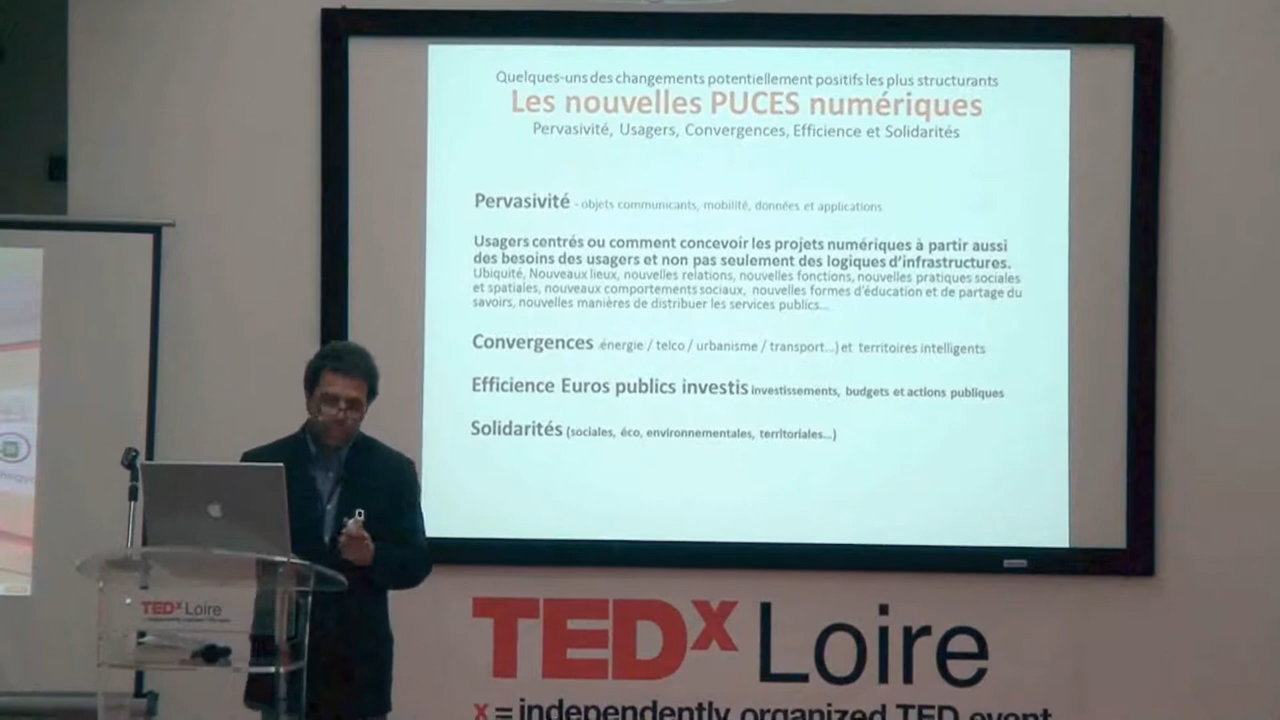 Quelques-uns des changements potentiellement positifs les plus structurants
Les nouvelles PUCES numériques
Pervasivité, Usagers, Convergences, Efficience et Solidarités
Pervasivité - objets communicants, mobilité, données et applications
Usagers centrés ou comment concevoir les projets numériques à partir aussi
des besoins des usagers et non pas seulement des logiques d'infrastructures.
Ubiquité, Nouveaux lieux, nouvelles relations, nouvelles fonctions, nouvelles pratiques sociales
et spatiales, nouveaux comportements sociaux, nouvelles formes d'éducation et de partage du
savoirs, nouvelles manières de distribuer les services publics...
Convergences énergie / telco / urbanisme / transport...) et territoires intelligents
Efficience Euros publics investis investissements, budgets et actions publiques
Solidarités (sociales, éco, environnementales, territoriales...)
TEDx Loire
TEDx Loire
x = independently organized TED event